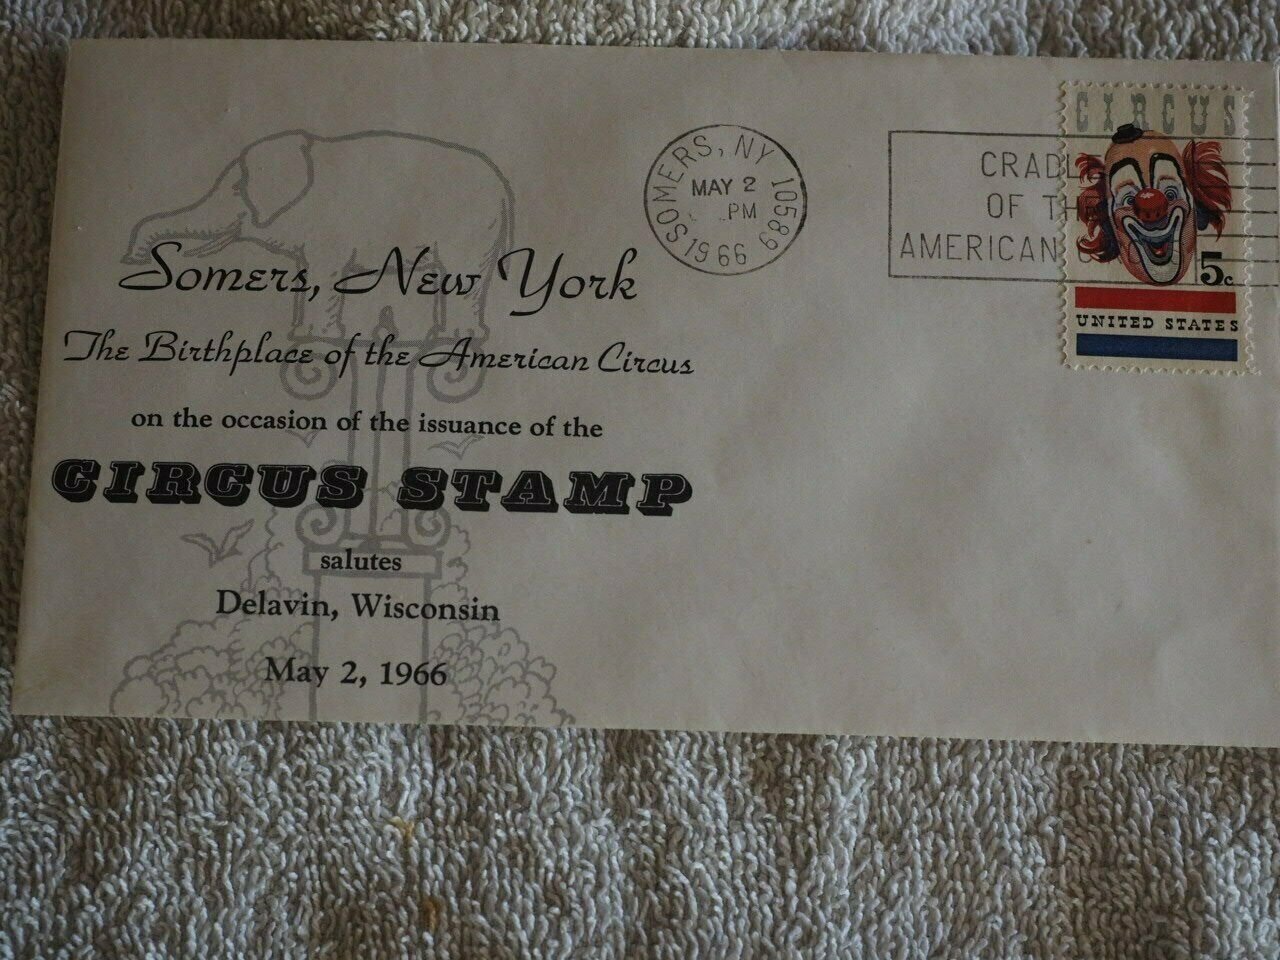 Somers, New York
The Birthplace of the American Circus
on the occasion of the issuance of the
CIRCUS STAMP
salutes
Delavin, Wisconsin
May 2, 1966
SOMERS, NY 10589
MAY 2
PM
1966
CRADLE
OF THE
AMERICAN
CIRCUS
5c
UNITED STATES